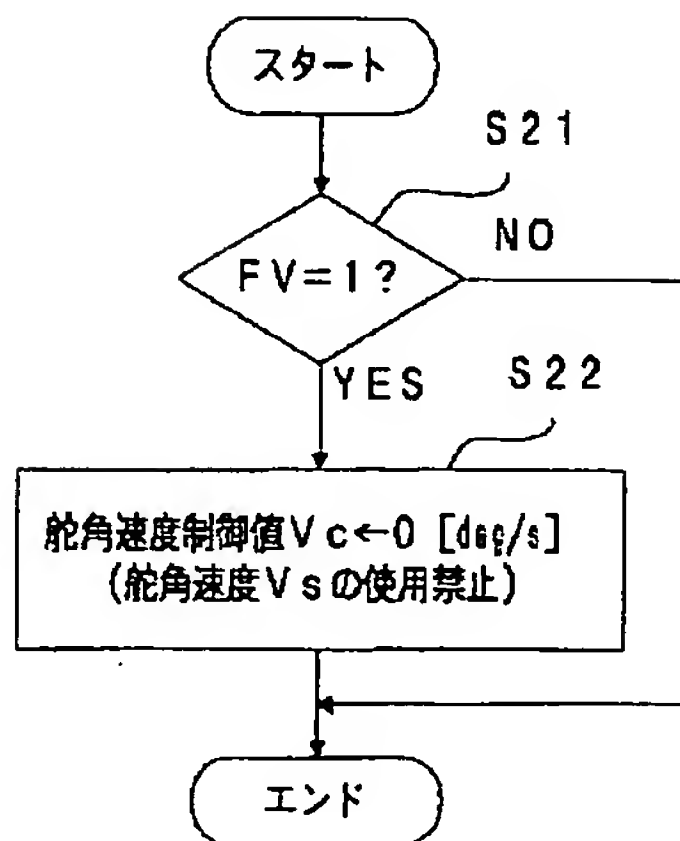 スタート
S21
FV=1?
NO
YES
S22
舵角速度制御値Vc←0 [deg/s]
(舵角速度Vsの使用禁止)
エンド